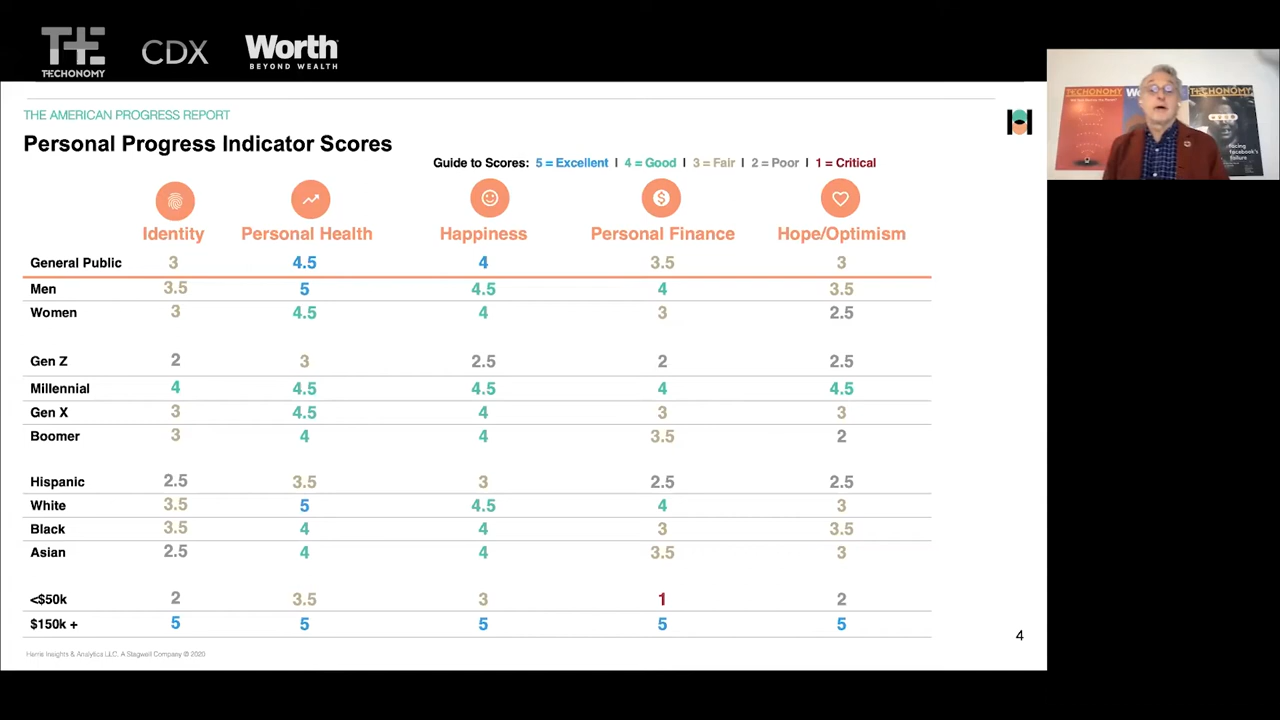 T+E
TECHONOMY
CDX
Worth
BEYOND WEALTH
THE AMERICAN PROGRESS REPORT
Personal Progress Indicator Scores
Guide to Scores: 5 = Excellent | 4 = Good | 3 = Fair | 2 = Poor | 1 = Critical
Identity Personal Health Happiness Personal Finance Hope/Optimism
General Public 3 4.5 4 3.5 3
Men 3.5 5 4.5 4 3.5
Women 3 4.5 4 3 2.5
Gen Z 2 3 2.5 2 2.5
Millennial 4 4.5 4.5 4 4.5
Gen X 3 4.5 4 3 3
Boomer 3 4 4 3.5 2
Hispanic 2.5 3.5 3 2.5 2.5
White 3.5 5 4.5 4 3
Black 3.5 4 4 3 3.5
Asian 2.5 4 4 3.5 3
<$50k 2 3.5 3 1 2
$150k + 5 5 5 5 5
Harris Insights & Analytics LLC, A Stagwell Company © 2020
4
TECHONOMY
TECHONOMY
facing
facebook's
failure